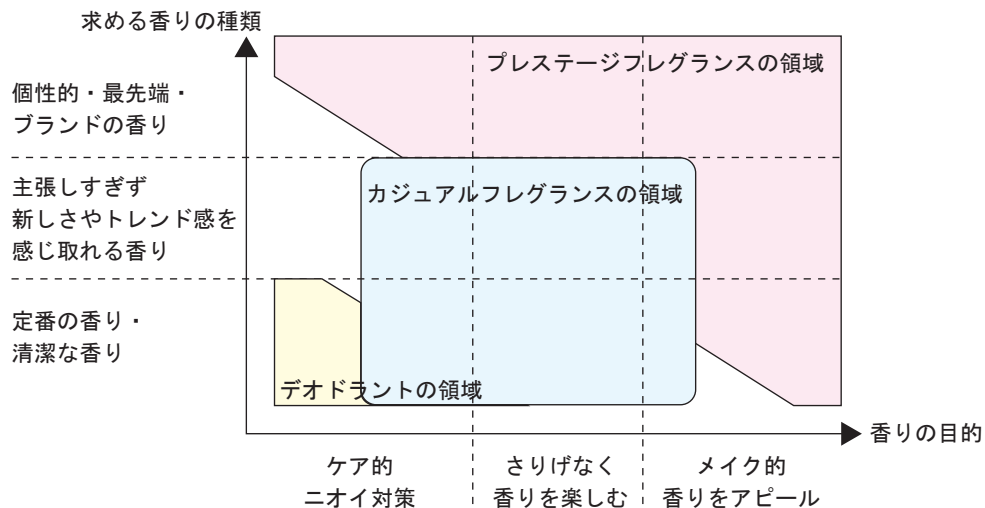 求める香りの種類
プレステージフレグランスの領域
個性的・最先端・
ブランドの香り
主張しすぎず
新しさやトレンド感を
感じ取れる香り
カジュアルフレグランスの領域
定番の香り・
清潔な香り
デオドラントの領域
香りの目的
ケア的
ニオイ対策
さりげなく
香りを楽しむ
メイク的
香りをアピール